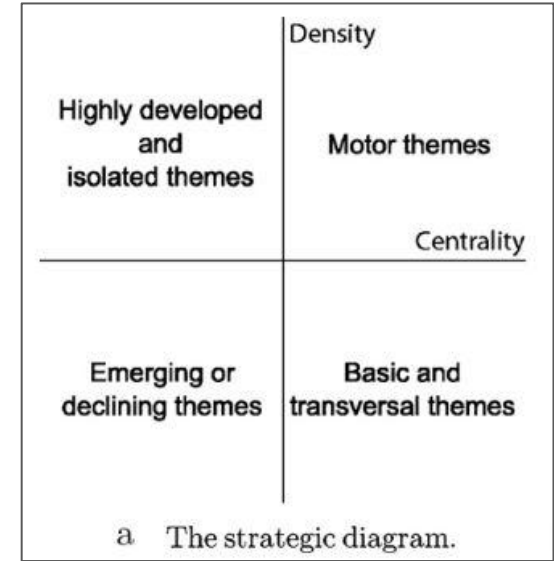 Density
Highly developed
and
isolated themes
Motor themes
Centrality
Emerging or
declining themes
Basic and
transversal themes
a The strategic diagram.